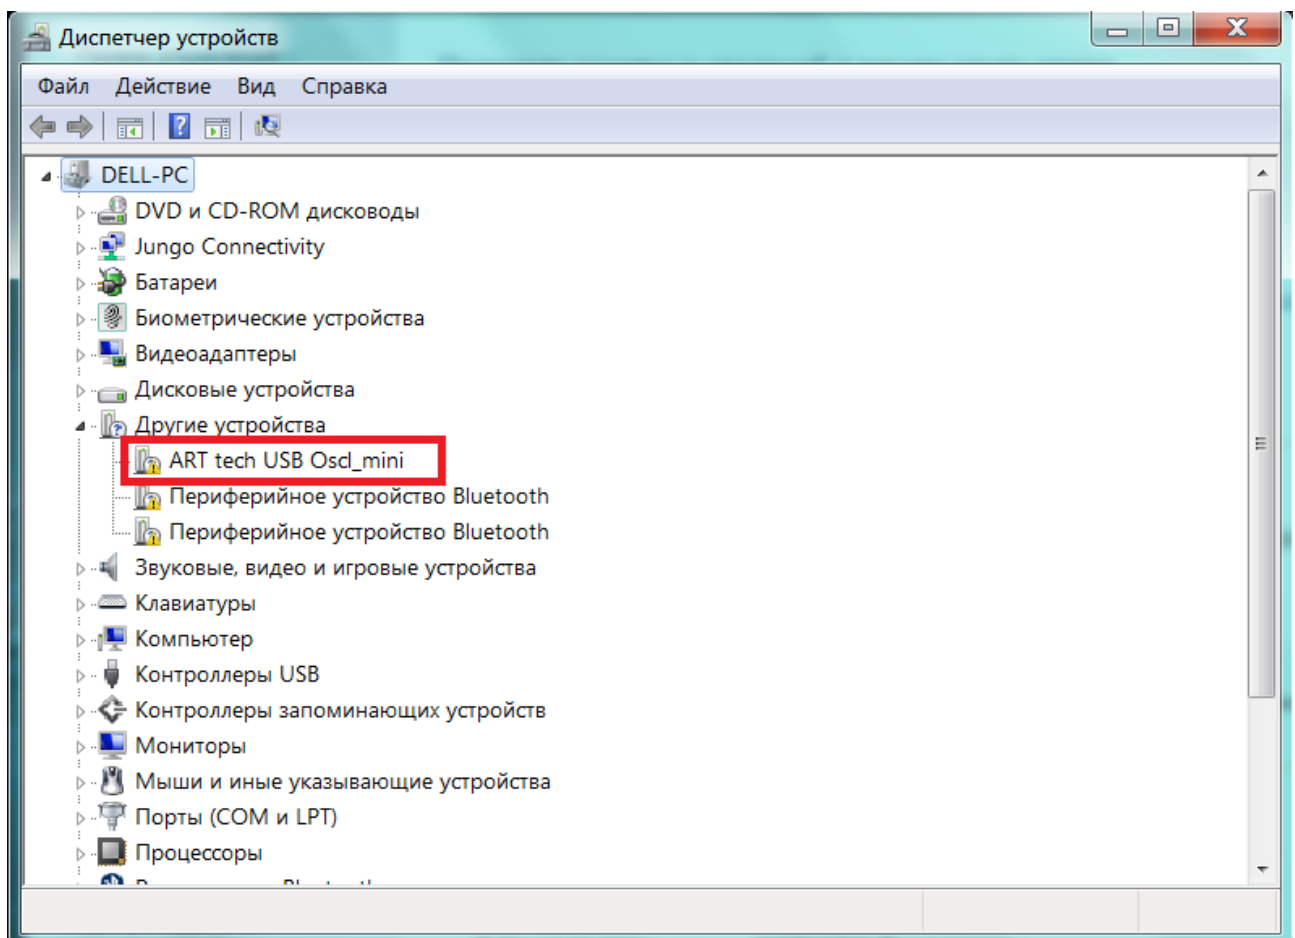 Диспетчер устройств
Файл Действие Вид Справка
DELL-PC
DVD и CD-ROM дисководы
Jungo Connectivity
Батареи
Биометрические устройства
Видеоадаптеры
Дисковые устройства
Другие устройства
ART tech USB Oscl_mini
Периферийное устройство Bluetooth
Периферийное устройство Bluetooth
Звуковые, видео и игровые устройства
Клавиатуры
Компьютер
Контроллеры USB
Контроллеры запоминающих устройств
Мониторы
Мыши и иные указывающие устройства
Порты (COM и LPT)
Процессоры